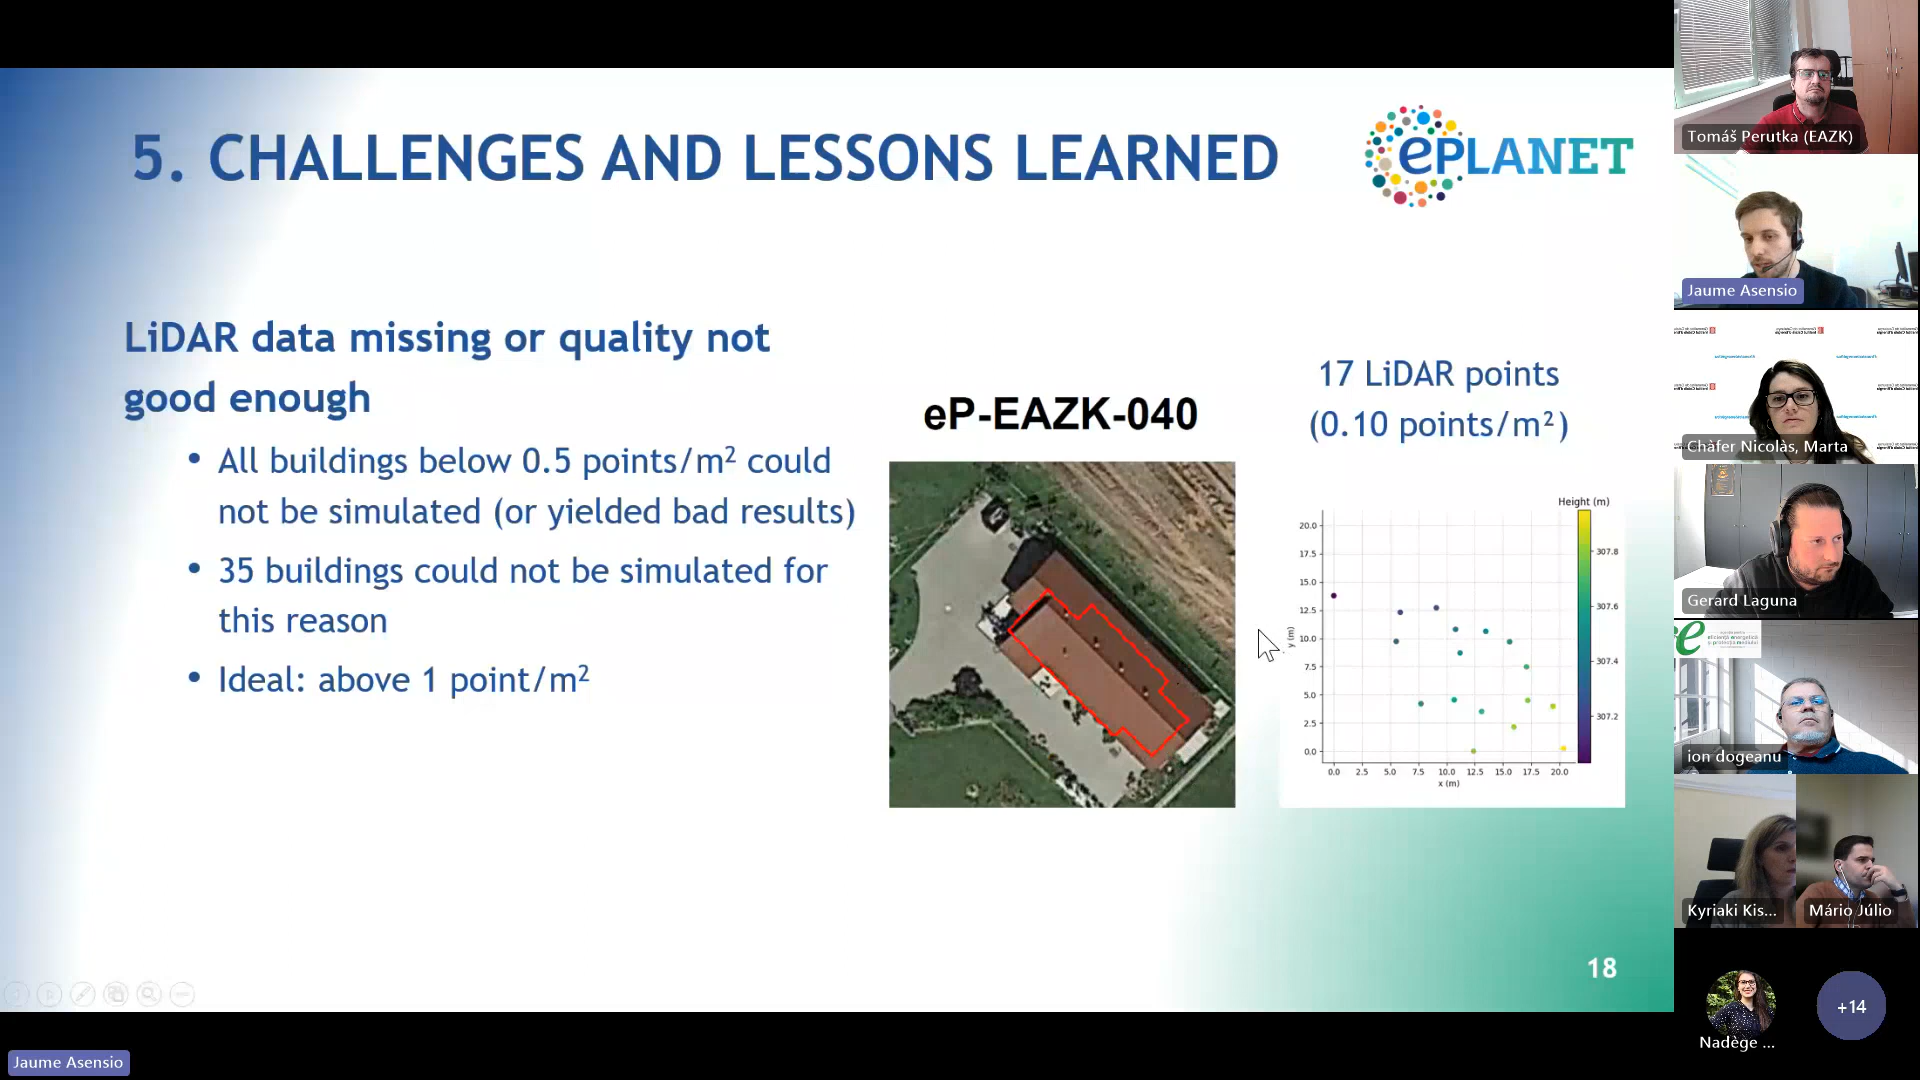 5. CHALLENGES AND LESSONS LEARNED
ePLANET
LiDAR data missing or quality not
good enough
• All buildings below 0.5 points/m² could
not be simulated (or yielded bad results)
• 35 buildings could not be simulated for
this reason
• Ideal: above 1 point/m²
eP-EAZK-040
17 LiDAR points
(0.10 points/m²)
Height (m)
20.0
17.5
15.0
12.5
10.0
7.5
5.0
2.5
0.0
y (m)
0.0 2.5 5.0 7.5 10.0 12.5 15.0 17.5 20.0
x (m)
307.8
307.6
307.4
307.2
18
Jaume Asensio
Tomáš Perutka (EAZK)
Jaume Asensio
Chàfer Nicolàs, Marta
Gerard Laguna
ion dogeanu
Kyriaki Kis...
Mário Júlio
Nadège ...
+14